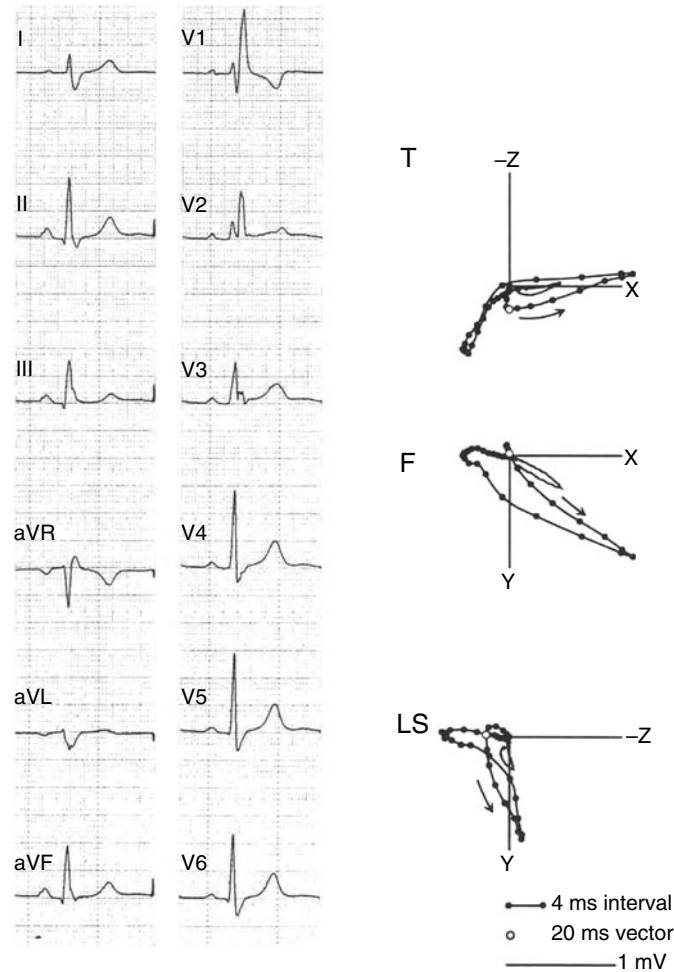 I
V1
T
–Z
X
II
V2
III
V3
F
X
Y
aVR
V4
aVL
V5
LS
–Z
Y
aVF
V6
4 ms interval
20 ms vector
1 mV